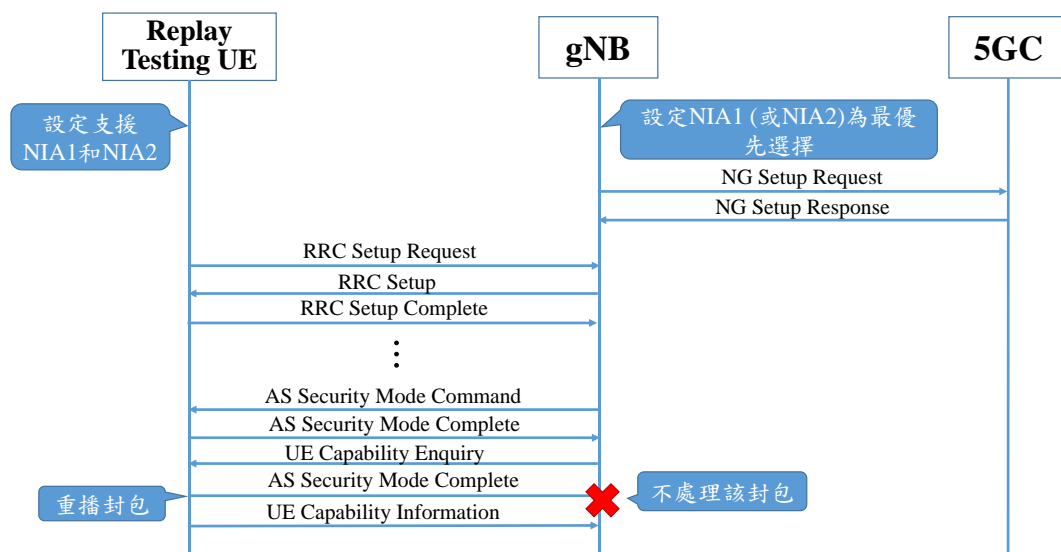 Replay
Testing UE
gNB
5GC
設定支援
NIA1和NIA2
設定NIA1 (或NIA2)為最優
先選擇
NG Setup Request
NG Setup Response
RRC Setup Request
RRC Setup
RRC Setup Complete
AS Security Mode Command
AS Security Mode Complete
UE Capability Enquiry
AS Security Mode Complete
重播封包
不處理該封包
UE Capability Information